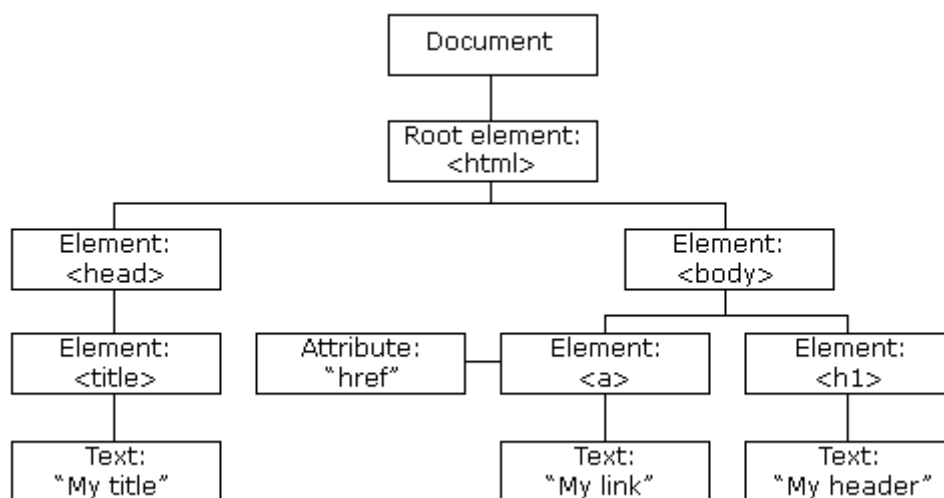 Document
Root element:
<html>
Element:
<head>
Element:
<body>
Element:
<title>
Attribute:
“href”
Element:
<a>
Element:
<h1>
Text:
“My title”
Text:
“My link”
Text:
“My header”